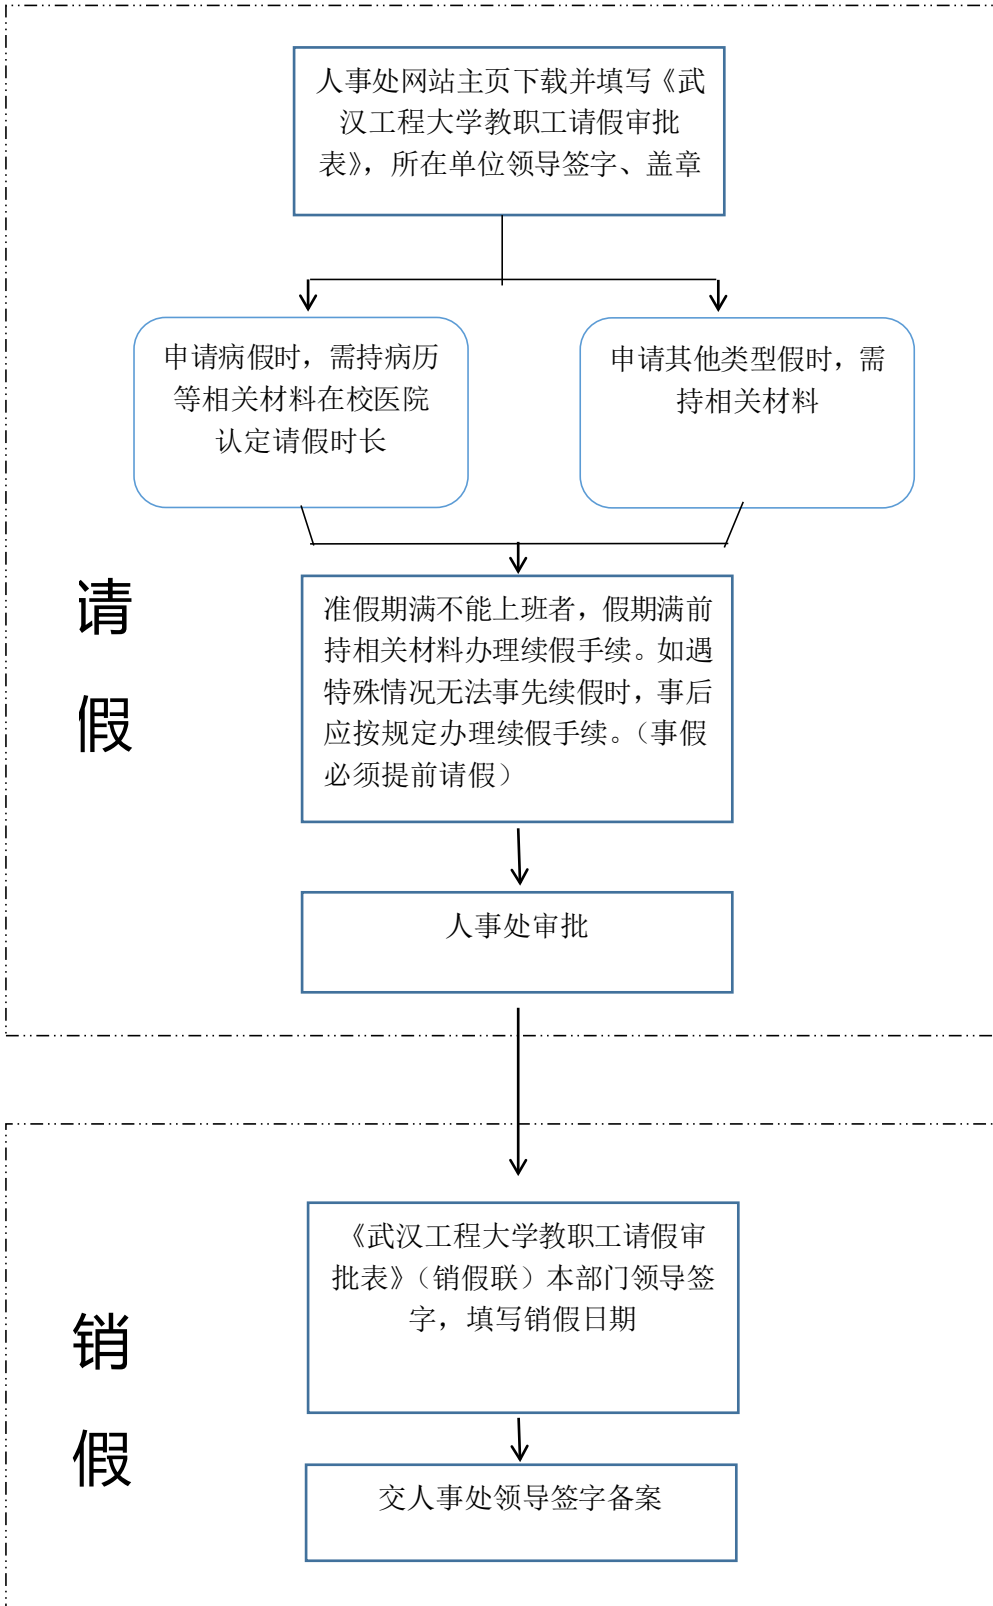 人事处网站主页下载并填写《武
汉工程大学教职工请假审批
表》，所在单位领导签字、盖章
申请病假时，需持病历
等相关材料在校医院
认定请假时长
申请其他类型假时，需
持相关材料
请
假
准假期满不能上班者，假期满前
持相关材料办理续假手续。如遇
特殊情况无法事先续假时，事后
应按规定办理续假手续。（事假
必须提前请假）
人事处审批
销
假
《武汉工程大学教职工请假审
批表》（销假联）本部门领导签
字，填写销假日期
交人事处领导签字备案